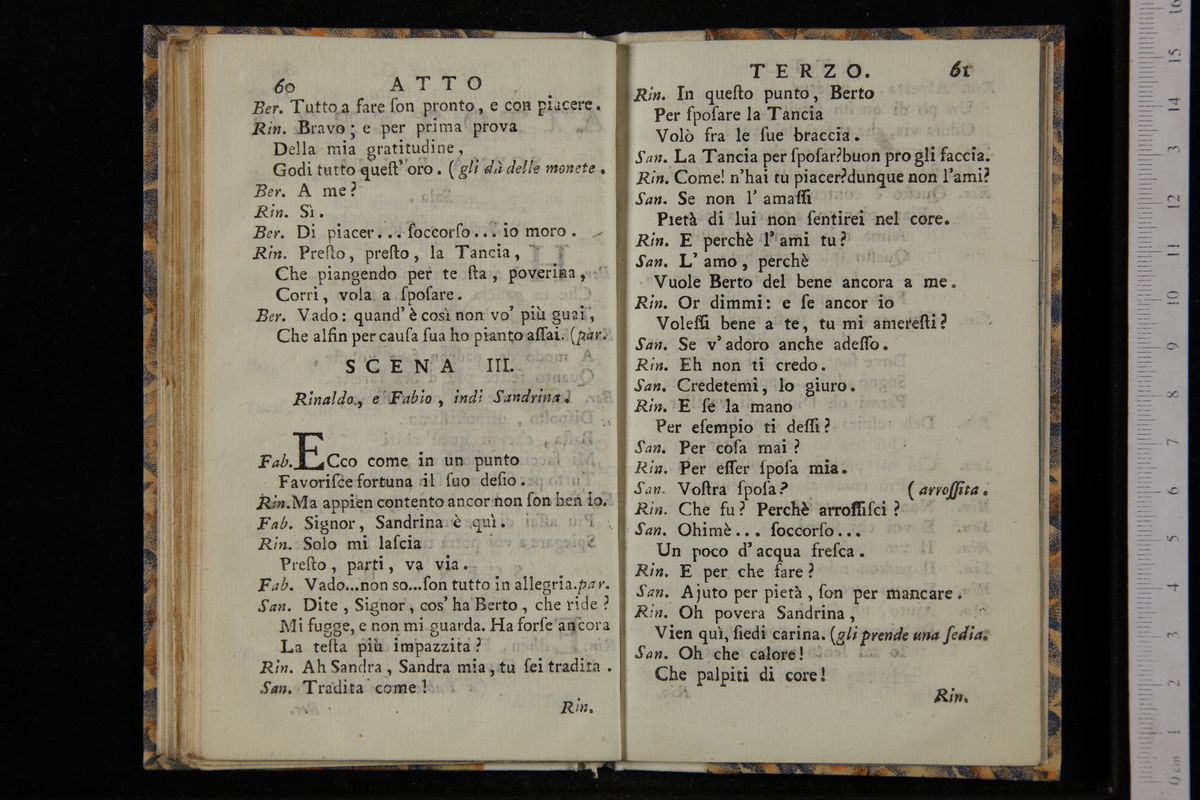 60 ATTO
Ber. Tutto a fare ſon pronto, e con piacere.
Rin. Bravo; e per prima prova
Della mia gratitudine,
Godi tutto queſt' oro. (gli dà delle monete.
Ber. A me?
Rin. Sì.
Ber. Di piacer... ſoccorſo... io moro.
Rin. Preſto, preſto, la Tancia,
Che piangendo per te ſta, poverina,
Corri, vola a ſpoſare.
Ber. Vado: quand' è così non vo' più guai,
Che alfin per cauſa ſua ho pianto aſſai. (par.
SCENA III.
Rinaldo, e Fabio, indi Sandrina.
Fab. ECco come in un punto
Favoriſce fortuna il ſuo deſio.
Rin. Ma appien contento ancor non ſon ben io.
Fab. Signor, Sandrina è quì.
Rin. Solo mi laſcia
Preſto, parti, va via.
Fab. Vado...non so...ſon tutto in allegria. par.
San. Dite, Signor, cos' ha Berto, che ride?
Mi fugge, e non mi guarda. Ha forſe ancora
La teſta più impazzita?
Rin. Ah Sandra, Sandra mia, tu ſei tradita.
San. Tradita come!
Rin.
TERZO. 61
Rin. In queſto punto, Berto
Per ſpoſare la Tancia
Volò fra le ſue braccia.
San. La Tancia per ſpoſar? buon pro gli faccia.
Rin. Come! n'hai tu piacer? dunque non l'ami?
San. Se non l' amaſſi
Pietà di lui non ſentirei nel core.
Rin. E perchè l' ami tu?
San. L' amo, perchè
Vuole Berto del bene ancora a me.
Rin. Or dimmi: e ſe ancor io
Voleſſi bene a te, tu mi amereſti?
San. Se v' adoro anche adeſſo.
Rin. Eh non ti credo.
San. Credetemi, lo giuro.
Rin. E ſe la mano
Per eſempio ti deſſi?
San. Per coſa mai?
Rin. Per eſſer ſpoſa mia.
San. Voſtra ſpoſa? (arroſſita.
Rin. Che fu? Perchè arroſſiſci?
San. Ohimè... ſoccorſo...
Un poco d' acqua freſca.
Rin. E per che fare?
San. Ajuto per pietà, ſon per mancare.
Rin. Oh povera Sandrina,
Vien quì, ſiedi carina. (gli prende una ſedia.
San. Oh che calore!
Che palpiti di core!
Rin.